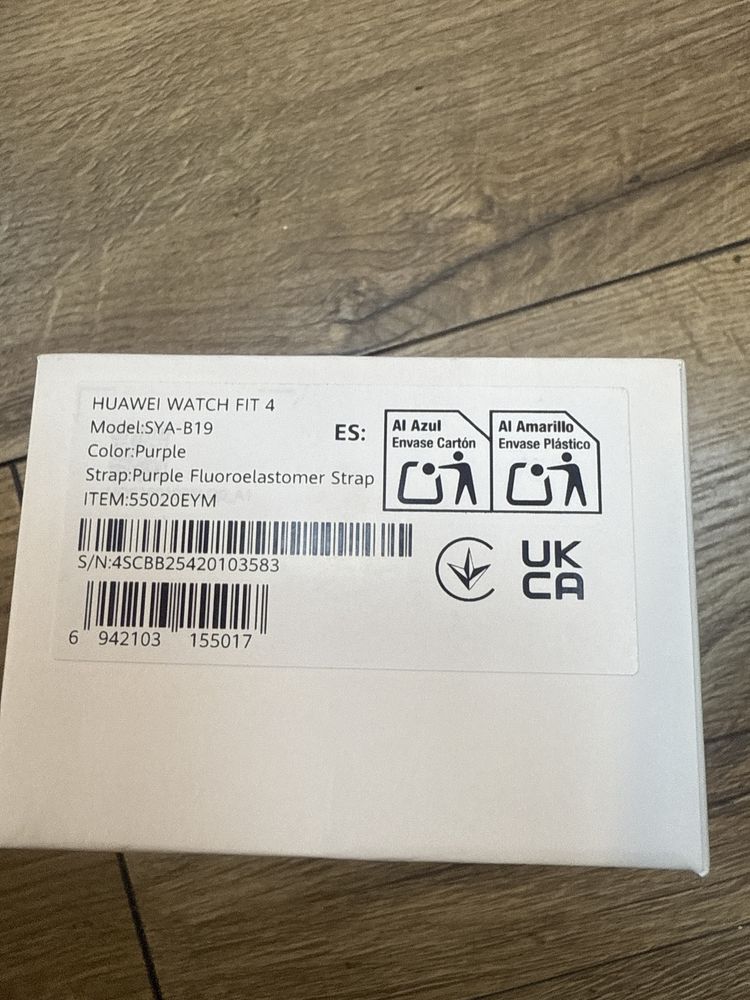 HUAWEI WATCH FIT 4
Model:SYA-B19
Color:Purple
Strap:Purple Fluoroelastomer Strap
ITEM:55020EYM
S/N:4SCBB25420103583
6 942103 155017
ES:
Al Azul
Envase Cartón
Al Amarillo
Envase Plástico
UK
CA